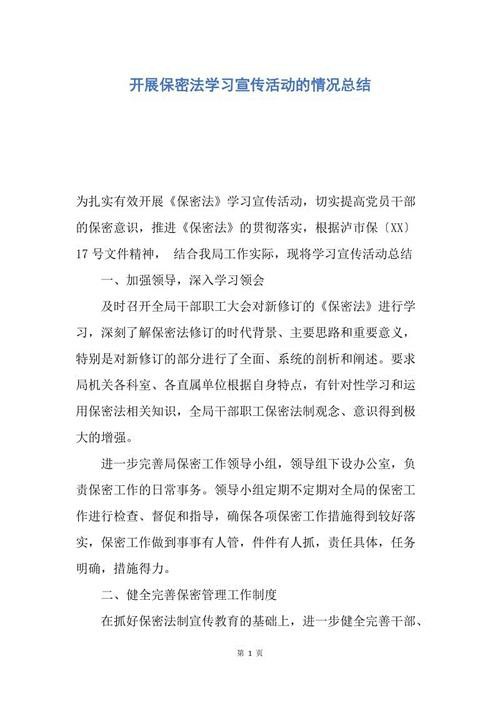 开展保密法学习宣传活动的情况总结
为扎实有效开展《保密法》学习宣传活动，切实提高党员干部
的保密意识，推进《保密法》的贯彻落实，根据泸市保〔XX〕
17 号文件精神， 结合我局工作实际，现将学习宣传活动总结
一、加强领导，深入学习领会
及时召开全局干部职工大会对新修订的《保密法》进行学
习，深刻了解保密法修订的时代背景、主要思路和重要意义，
特别是对新修订的部分进行了全面、系统的剖析和阐述。要求
局机关各科室、各直属单位根据自身特点，有针对性学习和运
用保密法相关知识，全局干部职工保密法制观念、意识得到极
大的增强。
进一步完善局保密工作领导小组，领导组下设办公室，负
责保密工作的日常事务。领导小组定期不定期对全局的保密工
作进行检查、督促和指导，确保各项保密工作措施得到较好落
实，保密工作做到事事有人管，件件有人抓，责任具体，任务
明确，措施得力。
二、健全完善保密管理工作制度
在抓好保密法制宣传教育的基础上，进一步健全完善干部、
第 1 页